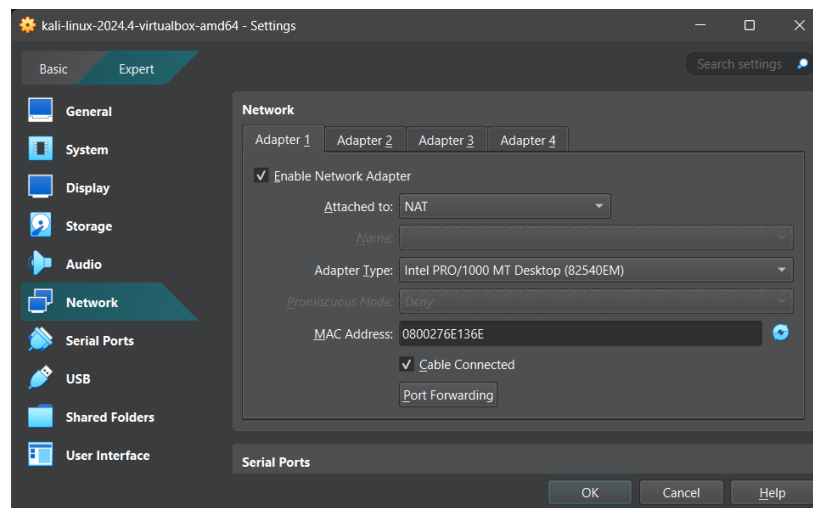 kali-linux-2024.4-virtualbox-amd64 - Settings
Basic Expert Search settings
General
System
Display
Storage
Audio
Network
Serial Ports
USB
Shared Folders
User Interface
Network
Adapter 1 Adapter 2 Adapter 3 Adapter 4
Enable Network Adapter
Attached to: NAT
Name:
Adapter Type: Intel PRO/1000 MT Desktop (82540EM)
Promiscuous Mode: Deny
MAC Address: 0800276E136E
Cable Connected
Port Forwarding
Serial Ports
OK Cancel Help